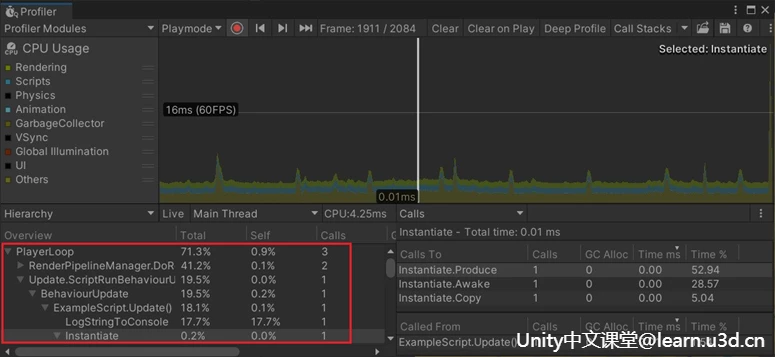 Profiler
Profiler Modules Playmode Frame: 1911 / 2084 Clear Clear on Play Deep Profile Call Stacks
CPU Usage
Selected: Instantiate
Rendering
Scripts
Physics
Animation
16ms (60FPS)
GarbageCollector
VSync
Global Illumination
UI
Others
0.01ms
Hierarchy Live Main Thread CPU:4.25ms Calls
Overview Total Self Calls
Instantiate - Total time: 0.01 ms
PlayerLoop 71.3% 0.9% 3
Calls To Calls GC Alloc Time ms Time %
RenderPipelineManager.DoR 41.2% 0.1% 2
Instantiate.Produce 1 0 0.00 52.94
Update.ScriptRunBehaviourU 19.5% 0.0% 1
Instantiate.Awake 1 0 0.00 28.57
BehaviourUpdate 19.5% 0.2% 1
Instantiate.Copy 1 0 0.00 5.04
ExampleScript.Update() 18.1% 0.1% 1
LogStringToConsole 17.7% 17.7% 1
Called From Calls GC Alloc Time ms Time %
Instantiate 0.2% 0.0% 1
ExampleScript.Update()
Unity中文课堂@learn.u3d.cn